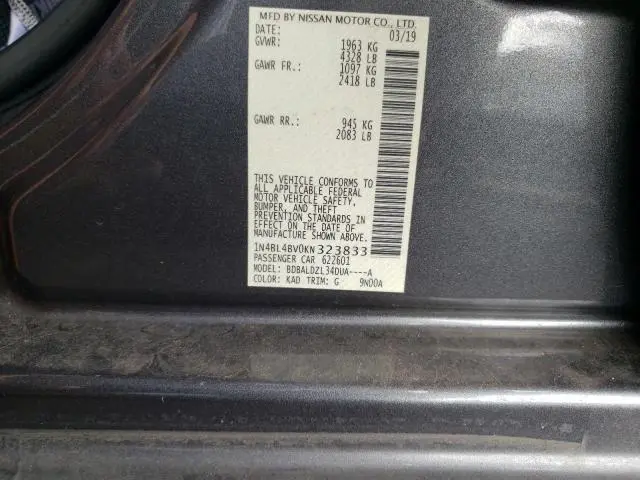 MFD BY NISSAN MOTOR CO., LTD.
DATE: 03/19
GVWR: 1963 KG
4328 LB
GAWR FR.: 1097 KG
2418 LB
GAWR RR.: 945 KG
2083 LB
THIS VEHICLE CONFORMS TO
ALL APPLICABLE FEDERAL
MOTOR VEHICLE SAFETY,
BUMPER, AND THEFT
PREVENTION STANDARDS IN
EFFECT ON THE DATE OF
MANUFACTURE SHOWN ABOVE.
1N4BL4BV0KN323833
PASSENGER CAR 622601
MODEL: BDBALDZL34DUA----A
COLOR: KAD TRIM: G 9N00A